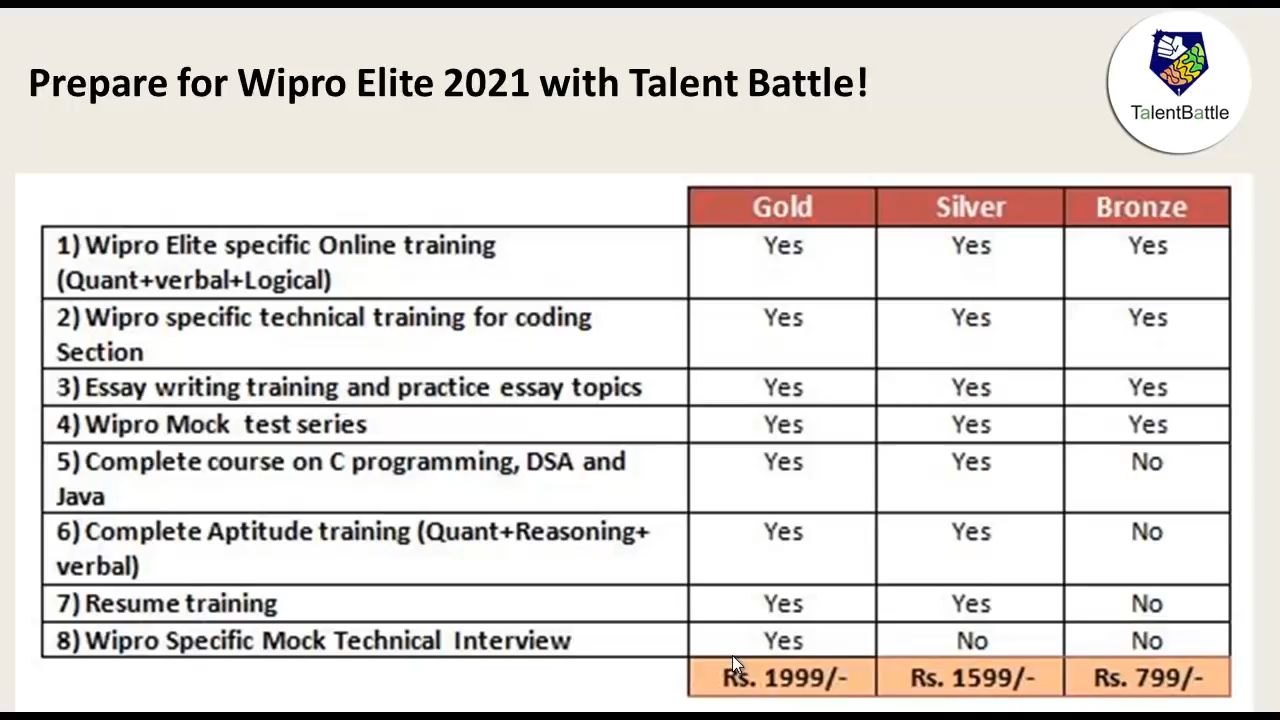 Prepare for Wipro Elite 2021 with Talent Battle!
TalentBattle
Gold Silver Bronze
1) Wipro Elite specific Online training Yes Yes Yes
(Quant+verbal+Logical)
2) Wipro specific technical training for coding Yes Yes Yes
Section
3) Essay writing training and practice essay topics Yes Yes Yes
4) Wipro Mock test series Yes Yes Yes
5) Complete course on C programming, DSA and Yes Yes No
Java
6) Complete Aptitude training (Quant+Reasoning+ Yes Yes No
verbal)
7) Resume training Yes Yes No
8) Wipro Specific Mock Technical Interview Yes No No
Rs. 1999/- Rs. 1599/- Rs. 799/-